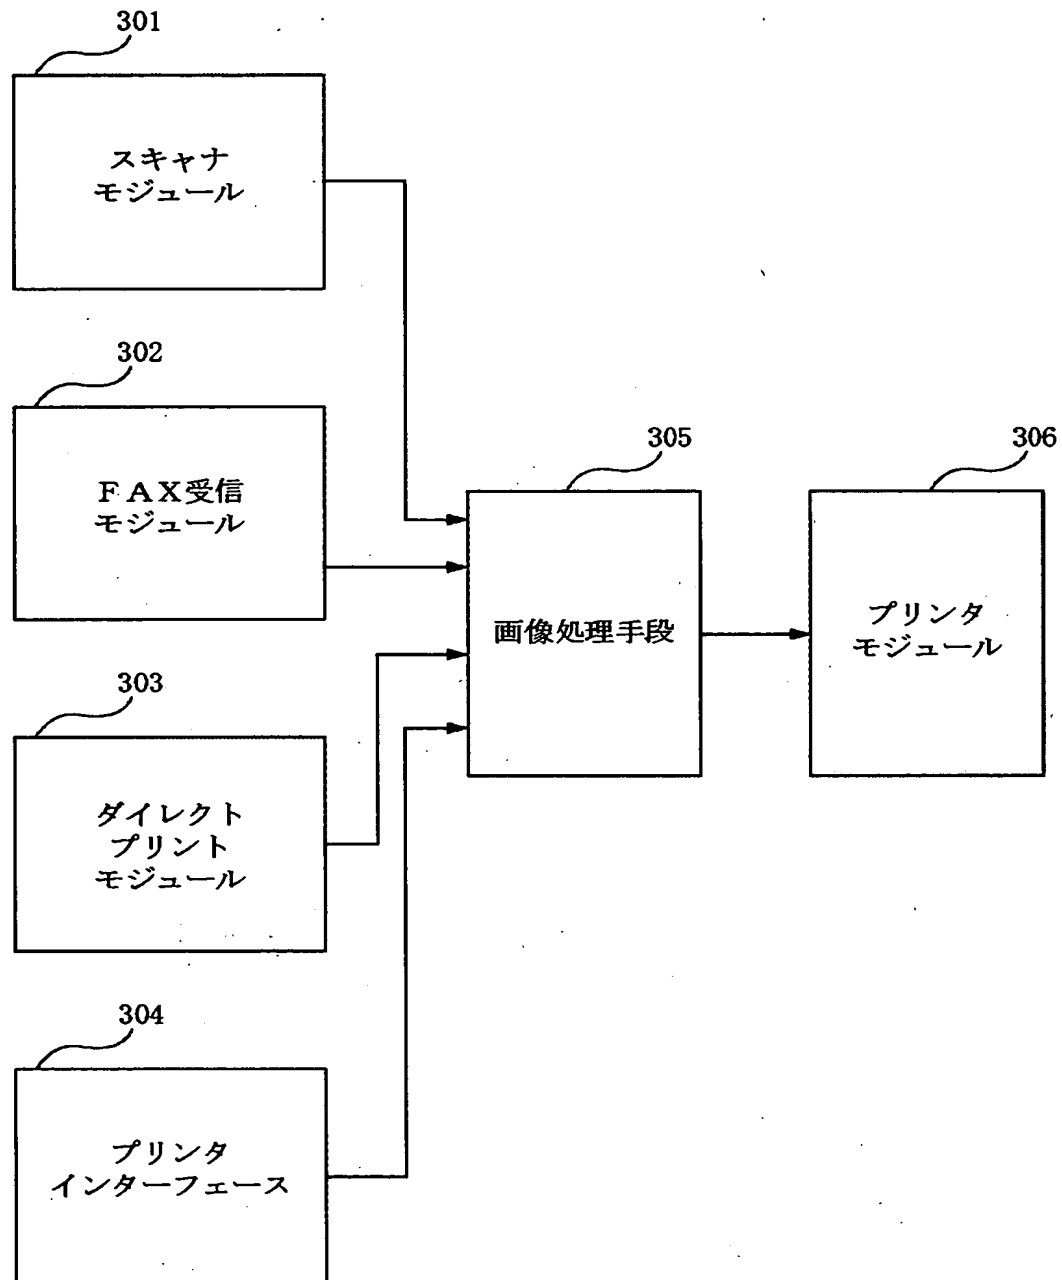 301
スキャナ
モジュール
302
ＦＡＸ受信
モジュール
303
ダイレクト
プリント
モジュール
304
プリンタ
インターフェース
305
画像処理手段
306
プリンタ
モジュール